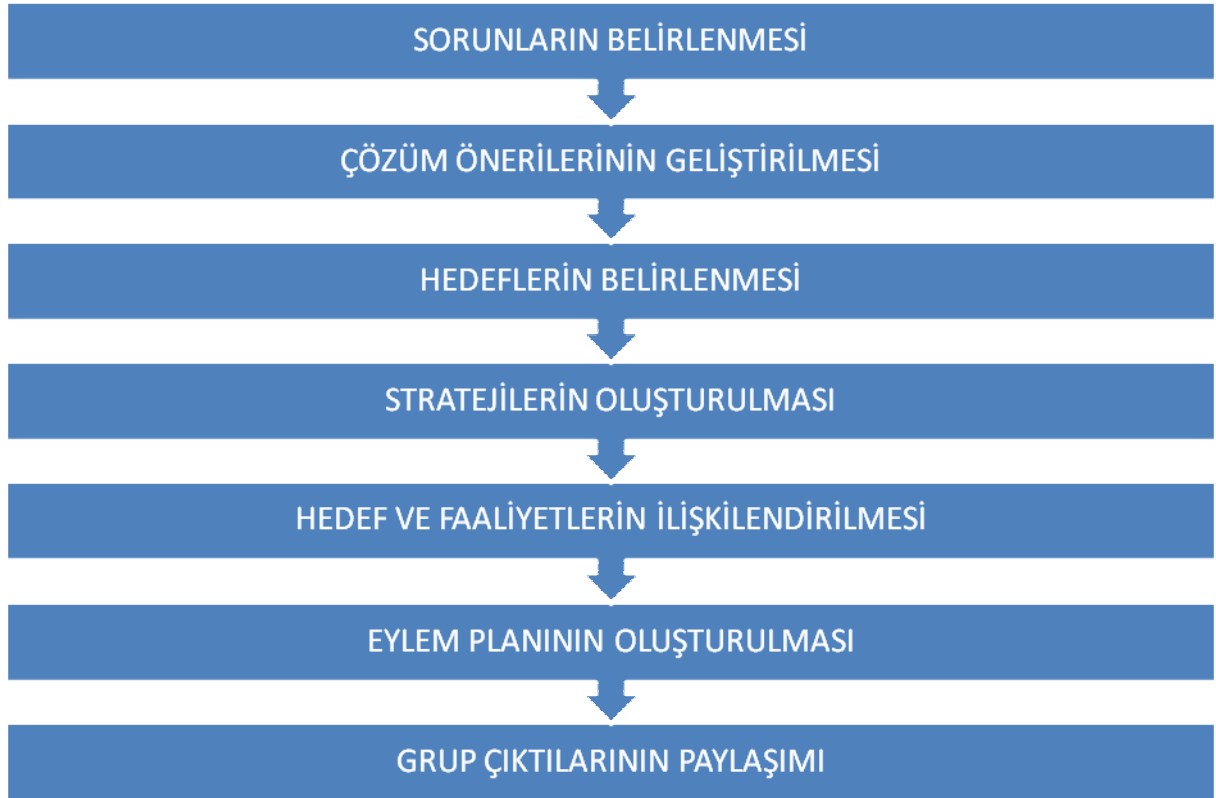 SORUNLARIN BELİRLENMESİ
ÇÖZÜM ÖNERİLERİNİN GELİŞTİRİLMESİ
HEDEFLERİN BELİRLENMESİ
STRATEJİLERİN OLUŞTURULMASI
HEDEF VE FAALİYETLERİN İLİŞKİLENDİRİLMESİ
EYLEM PLANININ OLUŞTURULMASI
GRUP ÇIKTILARININ PAYLAŞIMI